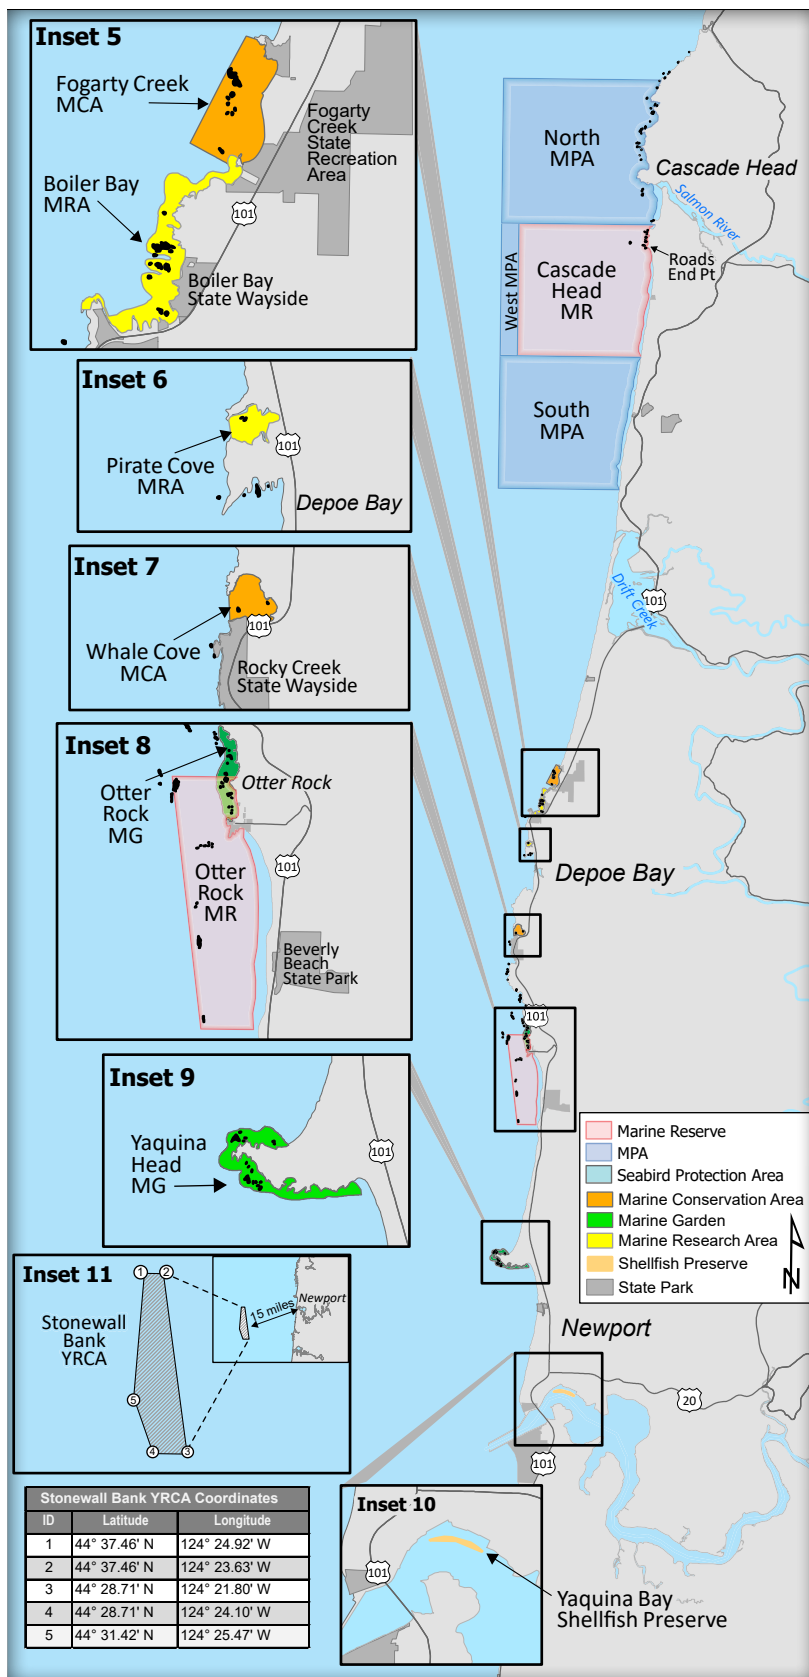 Inset 5
Fogarty Creek
MCA
Fogarty
Creek
State
Recreation
Area
Boiler Bay
MRA
101
Boiler Bay
State Wayside
North
MPA
Cascade Head
Salmon River
West MPA
Cascade
Head
MR
Roads
End Pt
South
MPA
Inset 6
101
Pirate Cove
MRA
Depoe Bay
Inset 7
101
Whale Cove
MCA
Rocky Creek
State Wayside
Drift Creek
101
Inset 8
Otter
Rock
MG
Otter Rock
101
Otter
Rock
MR
Beverly
Beach
State Park
Depoe Bay
101
Inset 9
Yaquina
Head
MG
101
Marine Reserve
MPA
Seabird Protection Area
Marine Conservation Area
Marine Garden
Marine Research Area
Shellfish Preserve
State Park
N
Inset 11
1
2
Stonewall
Bank
YRCA
5
4
3
15 miles
Newport
Newport
20
101
Stonewall Bank YRCA Coordinates
ID Latitude Longitude
1 44° 37.46' N 124° 24.92' W
2 44° 37.46' N 124° 23.63' W
3 44° 28.71' N 124° 21.80' W
4 44° 28.71' N 124° 24.10' W
5 44° 31.42' N 124° 25.47' W
Inset 10
101
Yaquina Bay
Shellfish Preserve